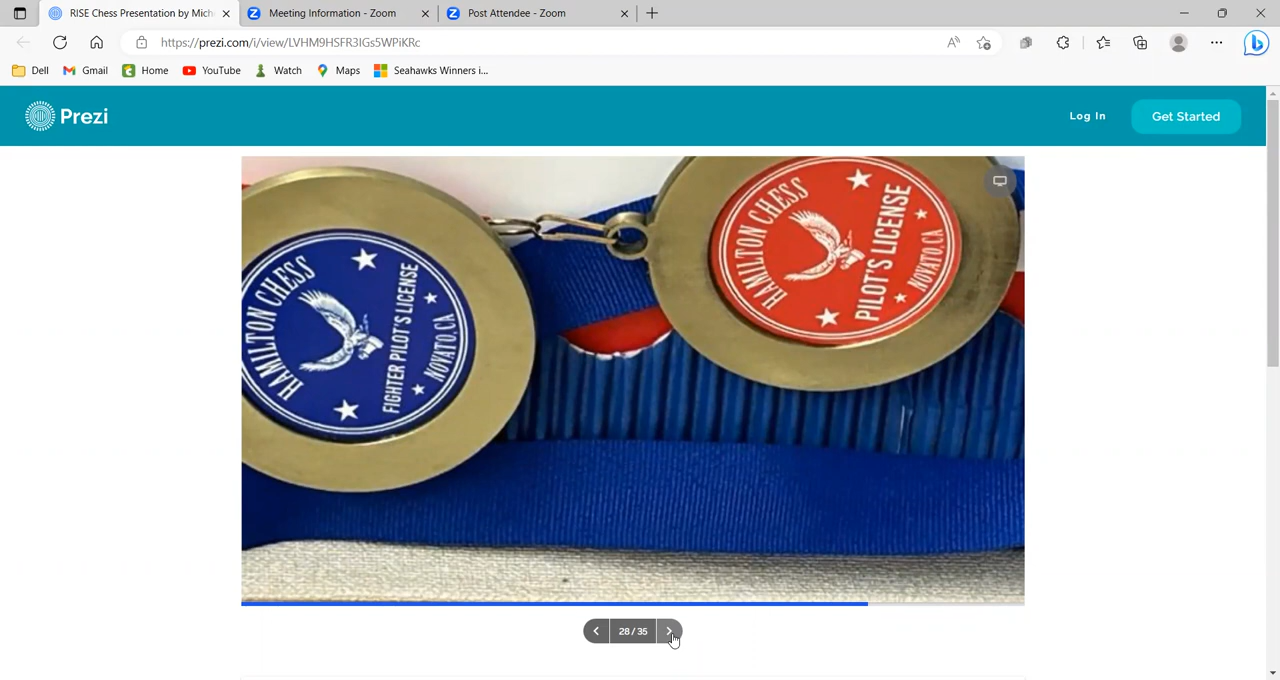 RISE Chess Presentation by Mich
Meeting Information - Zoom
Post Attendee - Zoom
https://prezi.com/i/view/LVHM9HSFR3IGs5WPiKRc
Dell
Gmail
Home
YouTube
Watch
Maps
Seahawks Winners i...
Prezi
Log In
Get Started
HAMILTON CHESS
FIGHTER PILOT'S LICENSE
NOVATO, CA
HAMILTON CHESS
PILOT'S LICENSE
NOVATO, CA
28 / 35